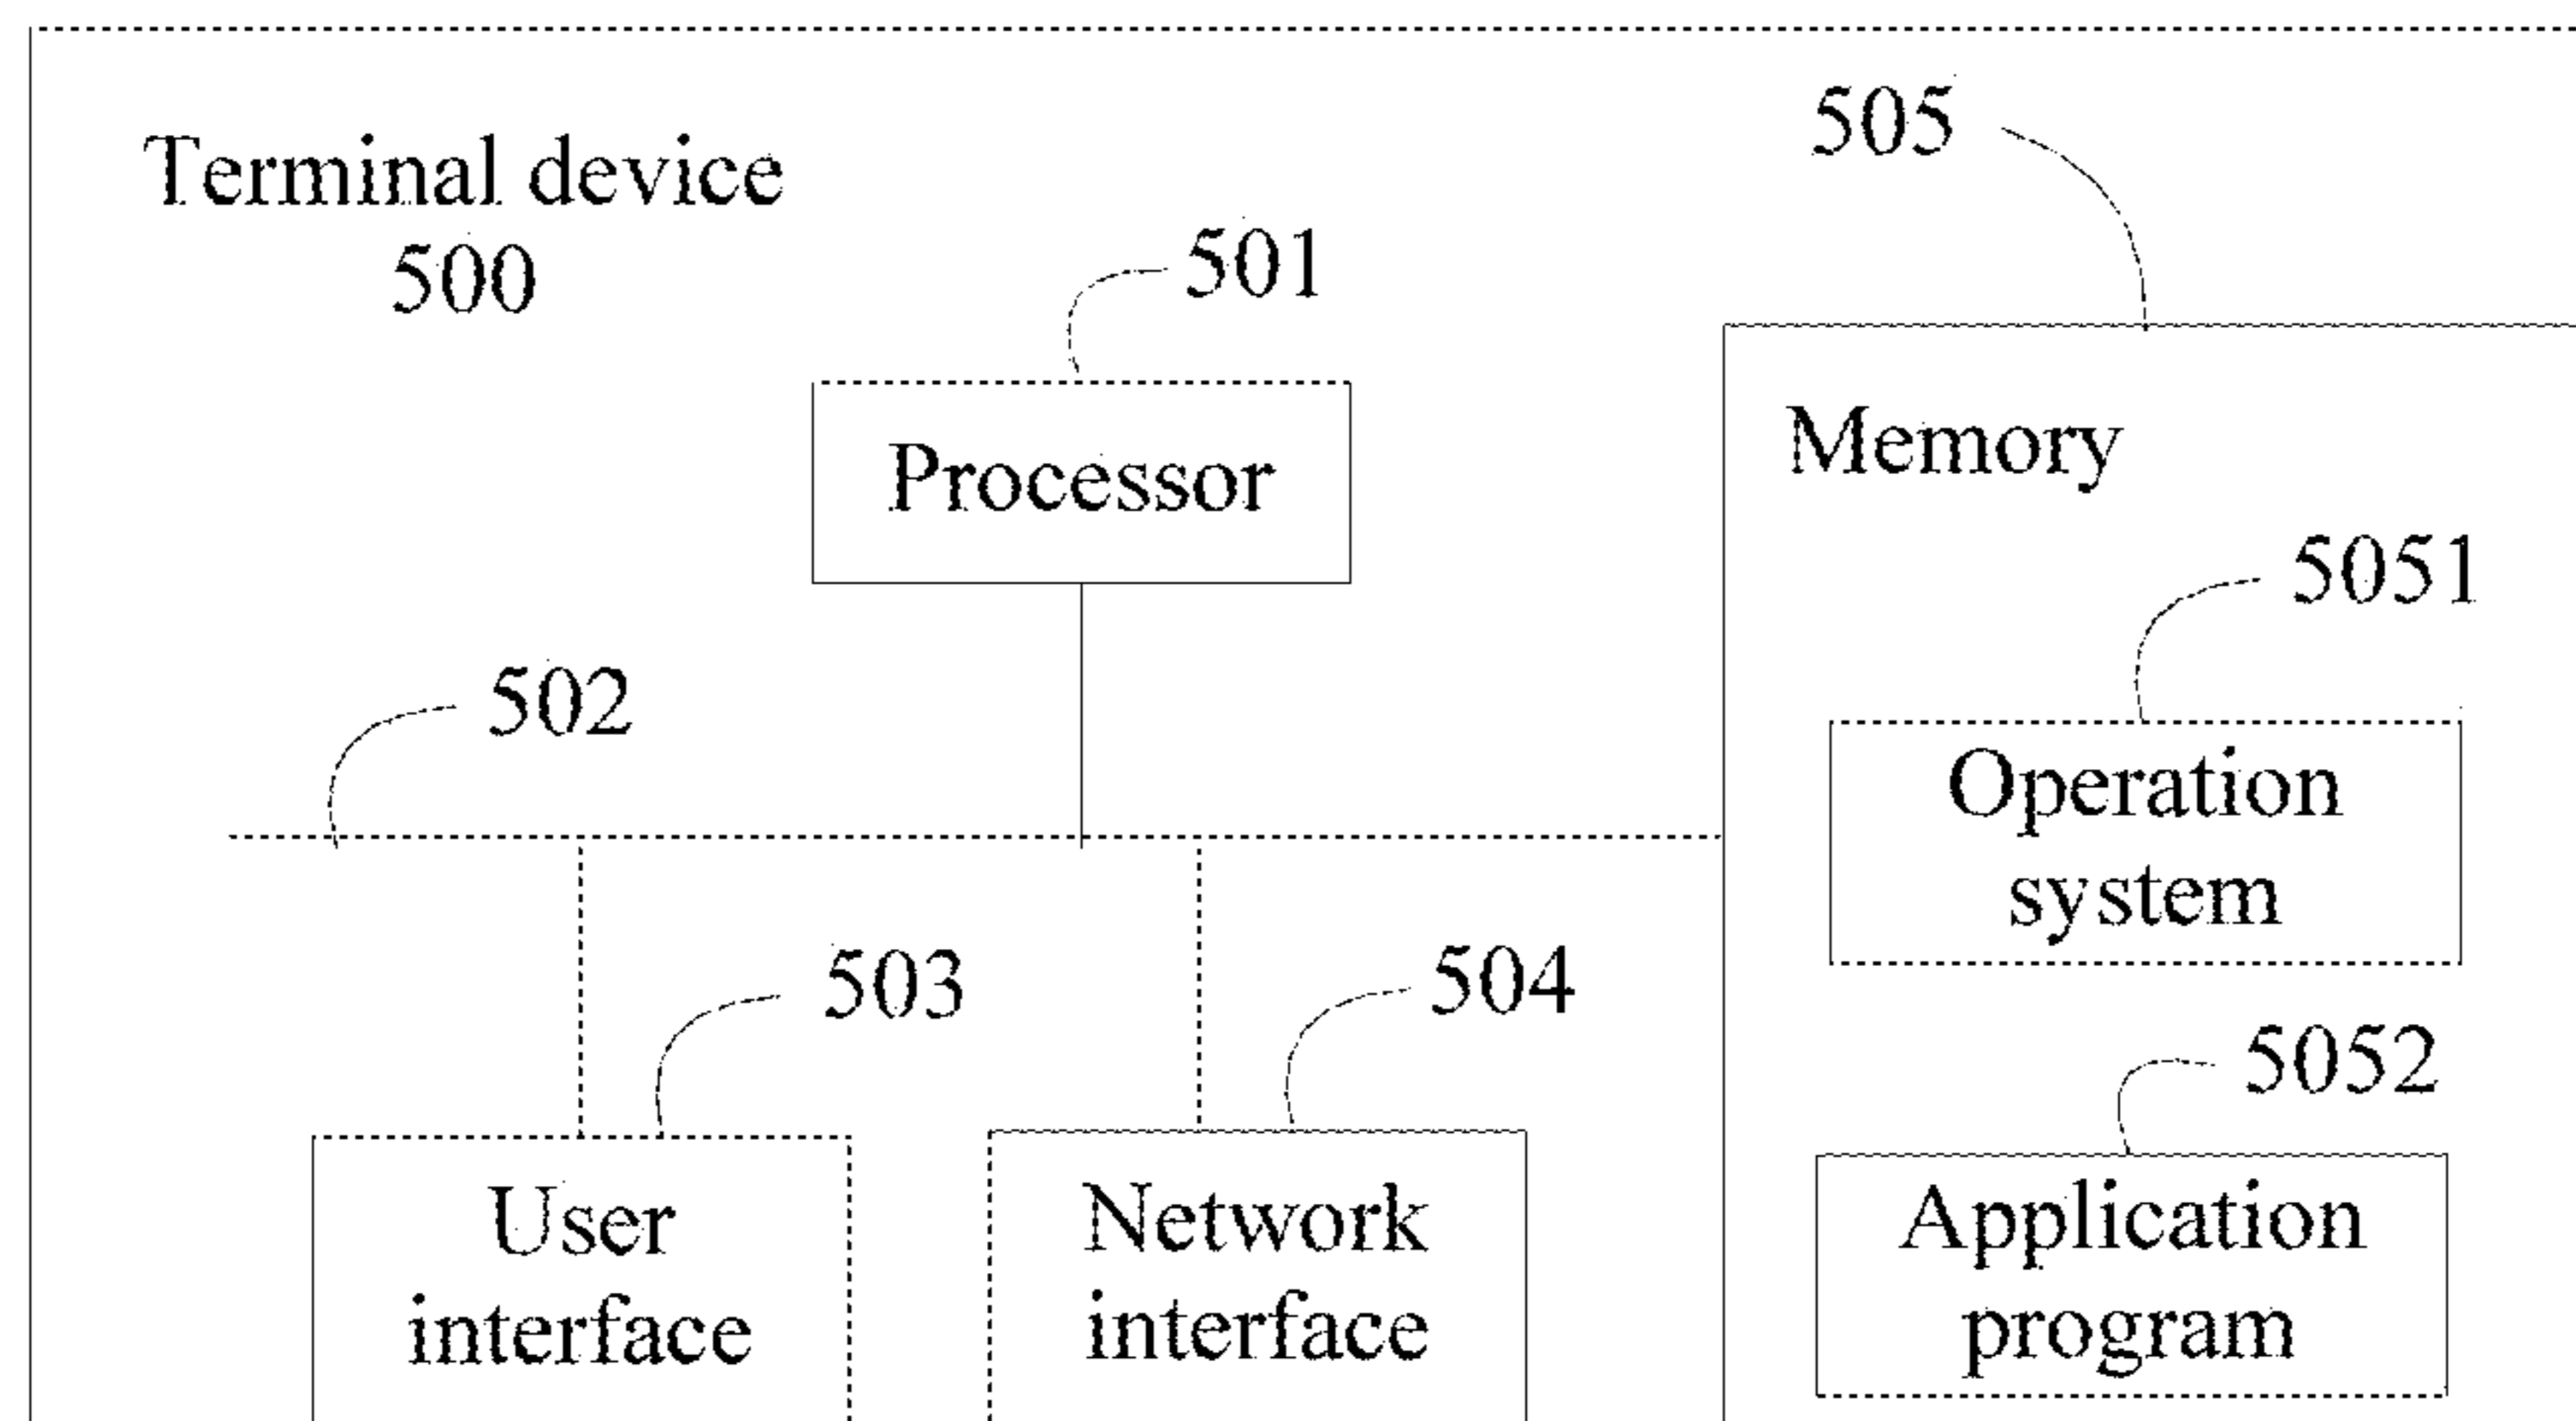 Terminal device
500
505
501
Processor
Memory
5051
502
Operation
system
503
504
5052
User
interface
Network
interface
Application
program